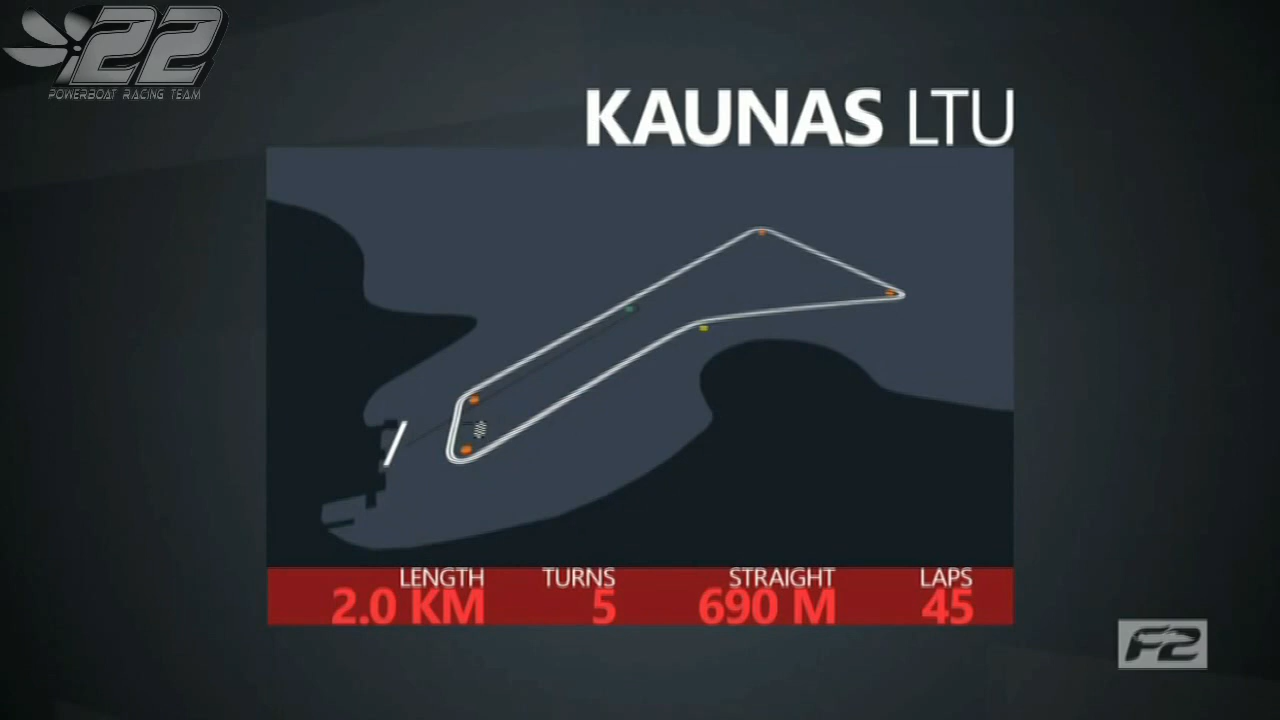 22
POWERBOAT RACING TEAM
KAUNAS LTU
LENGTH TURNS STRAIGHT LAPS
2.0 KM 5 690 M 45
F2